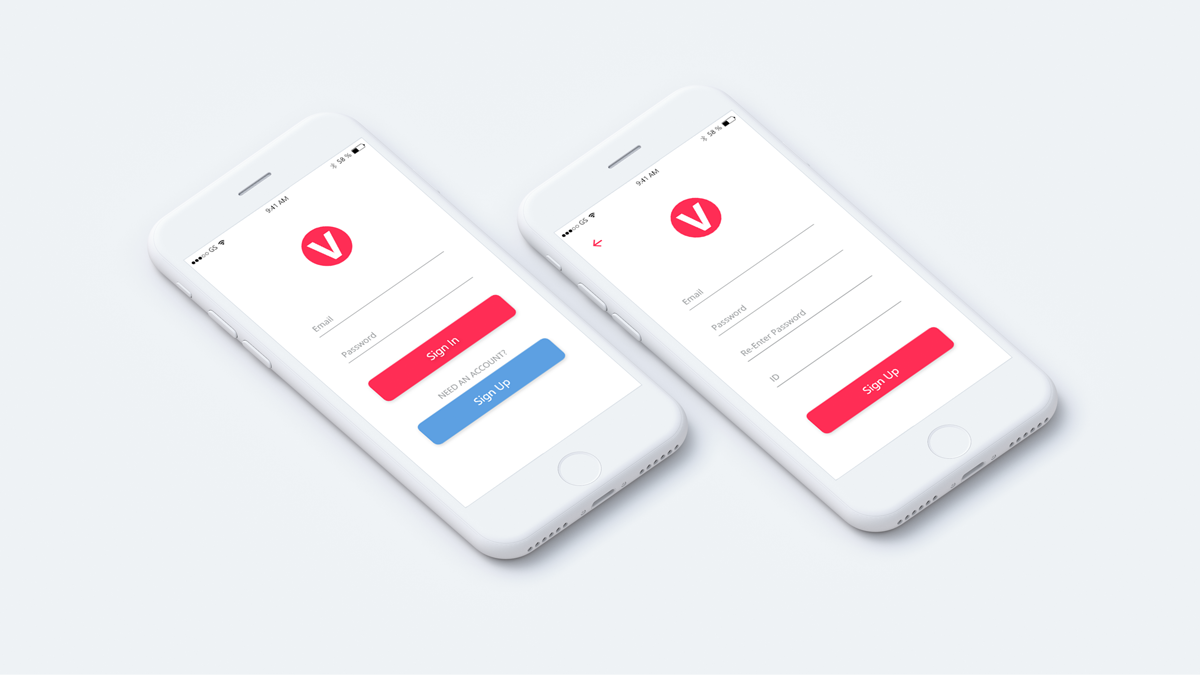 GS
9:41 AM
58 %
V
Email
Password
Sign In
NEED AN ACCOUNT?
Sign Up
GS
9:41 AM
58 %
V
Email
Password
Re-Enter Password
ID
Sign Up